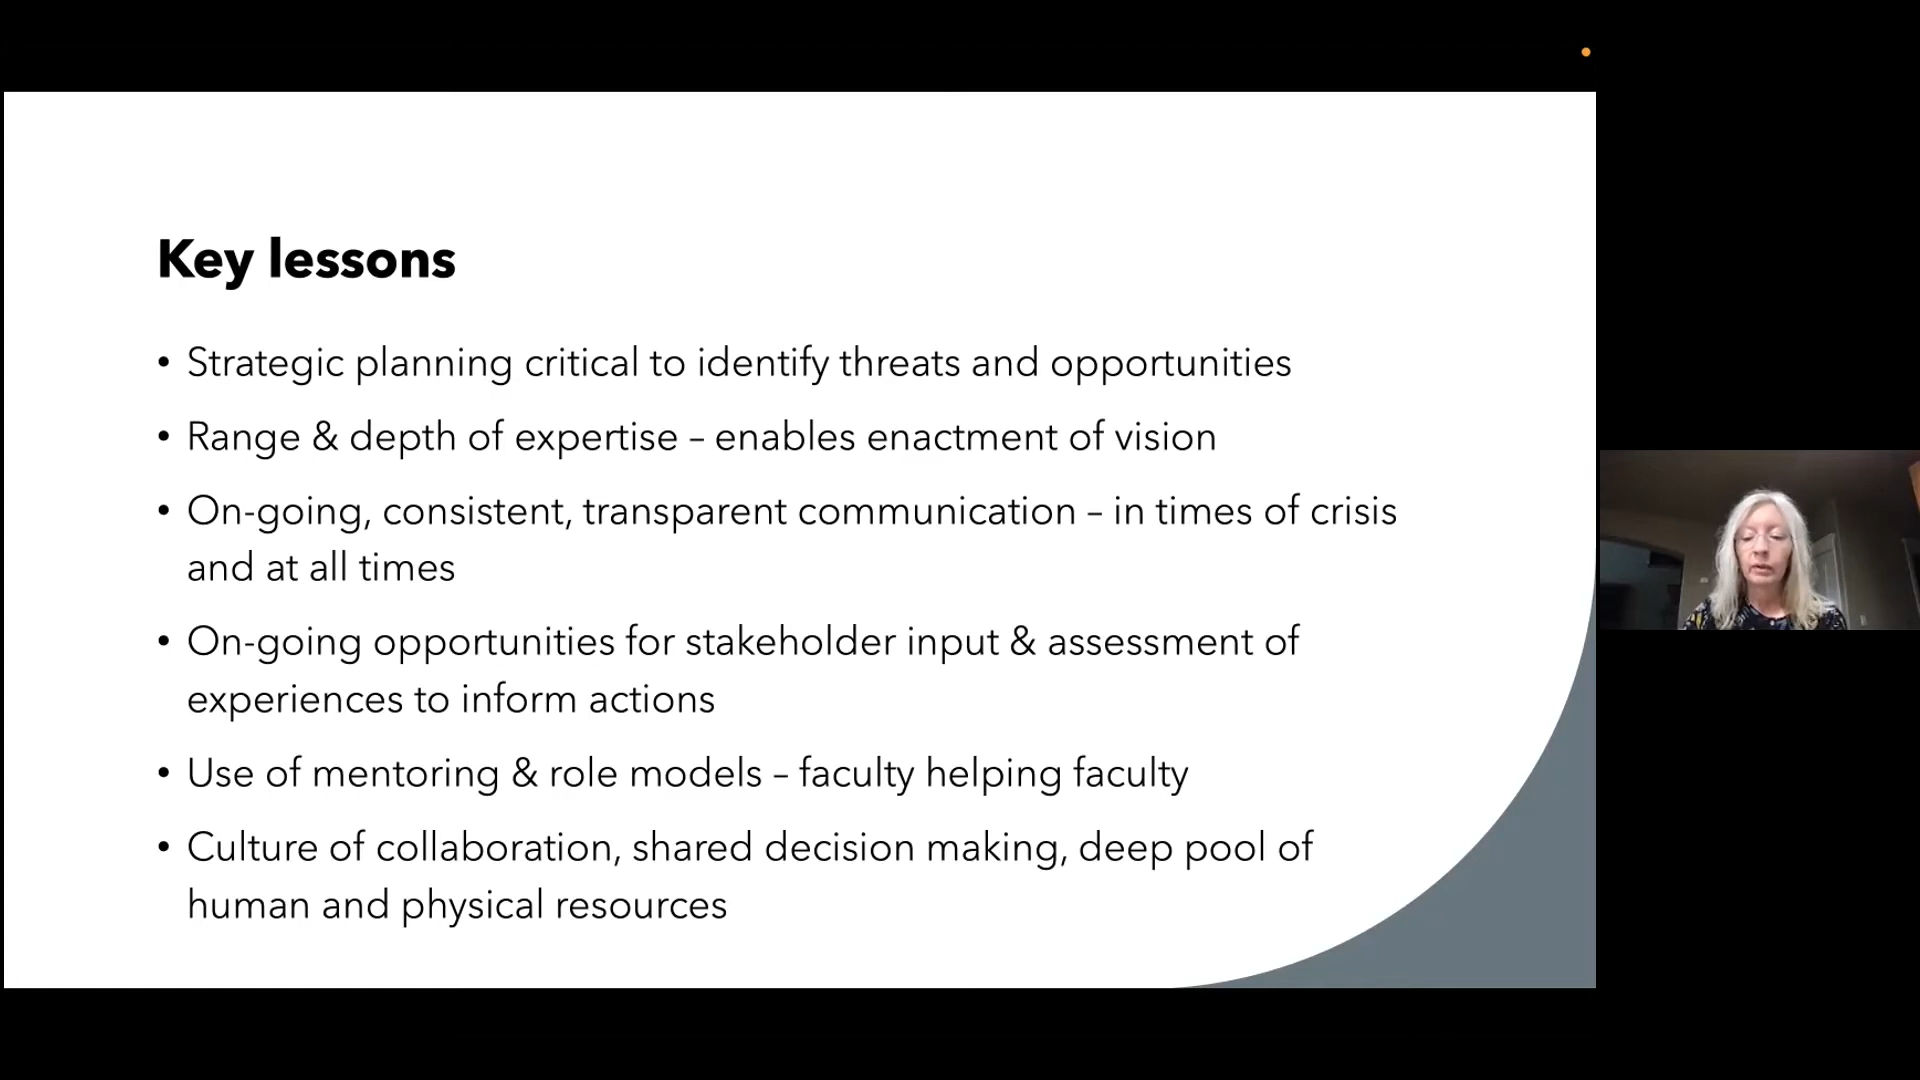 Key lessons
• Strategic planning critical to identify threats and opportunities
• Range & depth of expertise – enables enactment of vision
• On-going, consistent, transparent communication – in times of crisis
and at all times
• On-going opportunities for stakeholder input & assessment of
experiences to inform actions
• Use of mentoring & role models – faculty helping faculty
• Culture of collaboration, shared decision making, deep pool of
human and physical resources